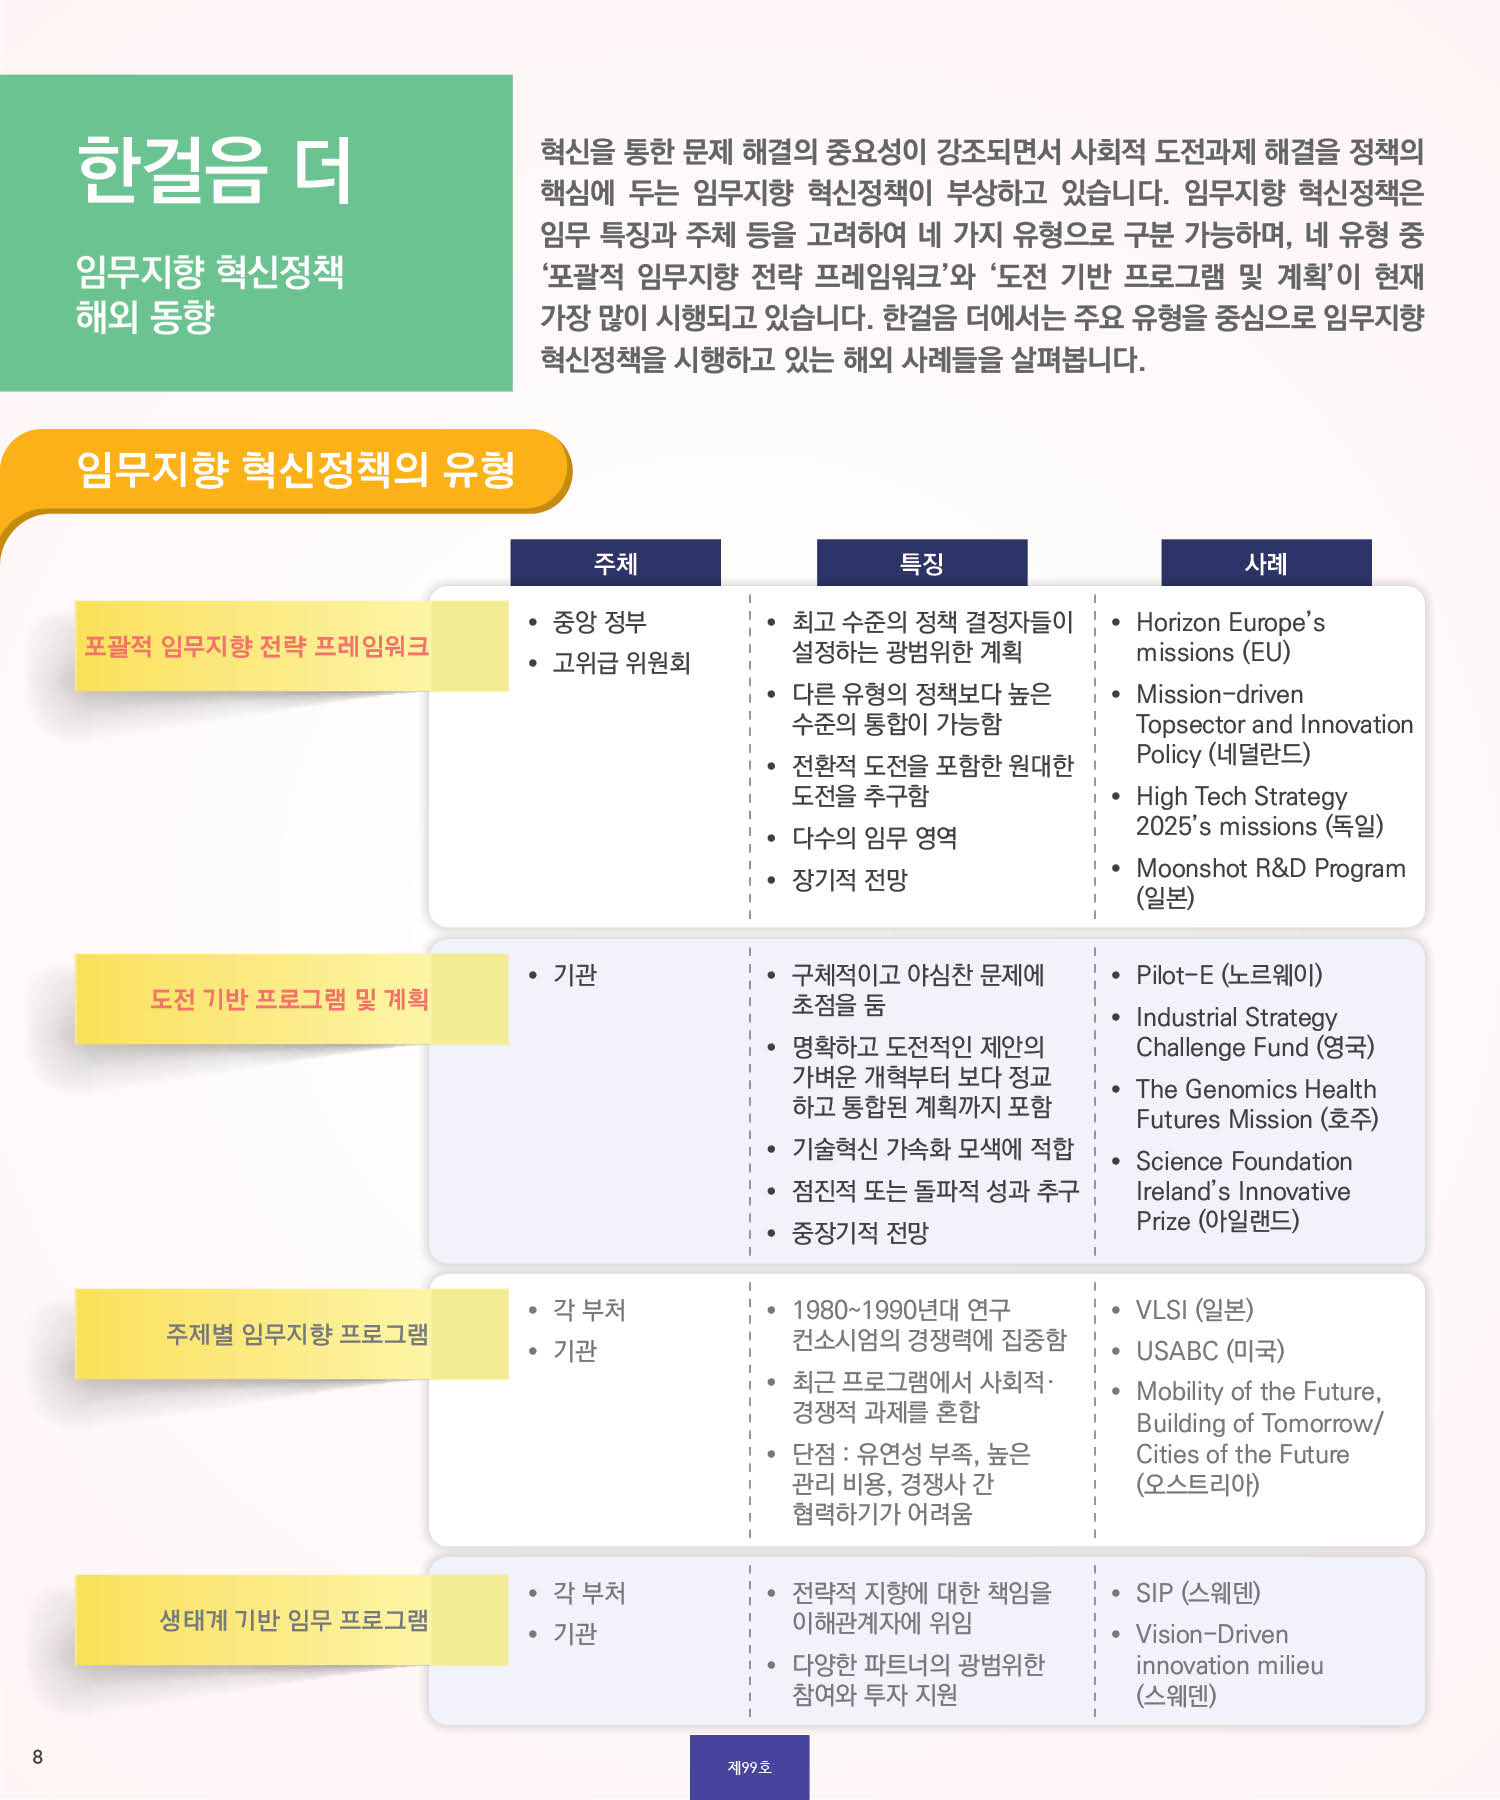 한걸음 더
임무지향 혁신정책
해외 동향
혁신을 통한 문제 해결의 중요성이 강조되면서 사회적 도전과제 해결을 정책의
핵심에 두는 임무지향 혁신정책이 부상하고 있습니다. 임무지향 혁신정책은
임무 특징과 주체 등을 고려하여 네 가지 유형으로 구분 가능하며, 네 유형 중
‘포괄적 임무지향 전략 프레임워크’와 ‘도전 기반 프로그램 및 계획’이 현재
가장 많이 시행되고 있습니다. 한걸음 더에서는 주요 유형을 중심으로 임무지향
혁신정책을 시행하고 있는 해외 사례들을 살펴봅니다.
임무지향 혁신정책의 유형
주체
특징
사례
포괄적 임무지향 전략 프레임워크
• 중앙 정부
• 고위급 위원회
• 최고 수준의 정책 결정자들이
설정하는 광범위한 계획
• 다른 유형의 정책보다 높은
수준의 통합이 가능함
• 전환적 도전을 포함한 원대한
도전을 추구함
• 다수의 임무 영역
• 장기적 전망
• Horizon Europe’s
missions (EU)
• Mission-driven
Topsector and Innovation
Policy (네덜란드)
• High Tech Strategy
2025’s missions (독일)
• Moonshot R&D Program
(일본)
도전 기반 프로그램 및 계획
• 기관
• 구체적이고 야심찬 문제에
초점을 둠
• 명확하고 도전적인 제안의
가벼운 개혁부터 보다 정교
하고 통합된 계획까지 포함
• 기술혁신 가속화 모색에 적합
• 점진적 또는 돌파적 성과 추구
• 중장기적 전망
• Pilot-E (노르웨이)
• Industrial Strategy
Challenge Fund (영국)
• The Genomics Health
Futures Mission (호주)
• Science Foundation
Ireland’s Innovative
Prize (아일랜드)
주제별 임무지향 프로그램
• 각 부처
• 기관
• 1980~1990년대 연구
컨소시엄의 경쟁력에 집중함
• 최근 프로그램에서 사회적·
경쟁적 과제를 혼합
• 단점 : 유연성 부족, 높은
관리 비용, 경쟁사 간
협력하기가 어려움
• VLSI (일본)
• USABC (미국)
• Mobility of the Future,
Building of Tomorrow/
Cities of the Future
(오스트리아)
생태계 기반 임무 프로그램
• 각 부처
• 기관
• 전략적 지향에 대한 책임을
이해관계자에 위임
• 다양한 파트너의 광범위한
참여와 투자 지원
• SIP (스웨덴)
• Vision-Driven
innovation milieu
(스웨덴)
8
제99호